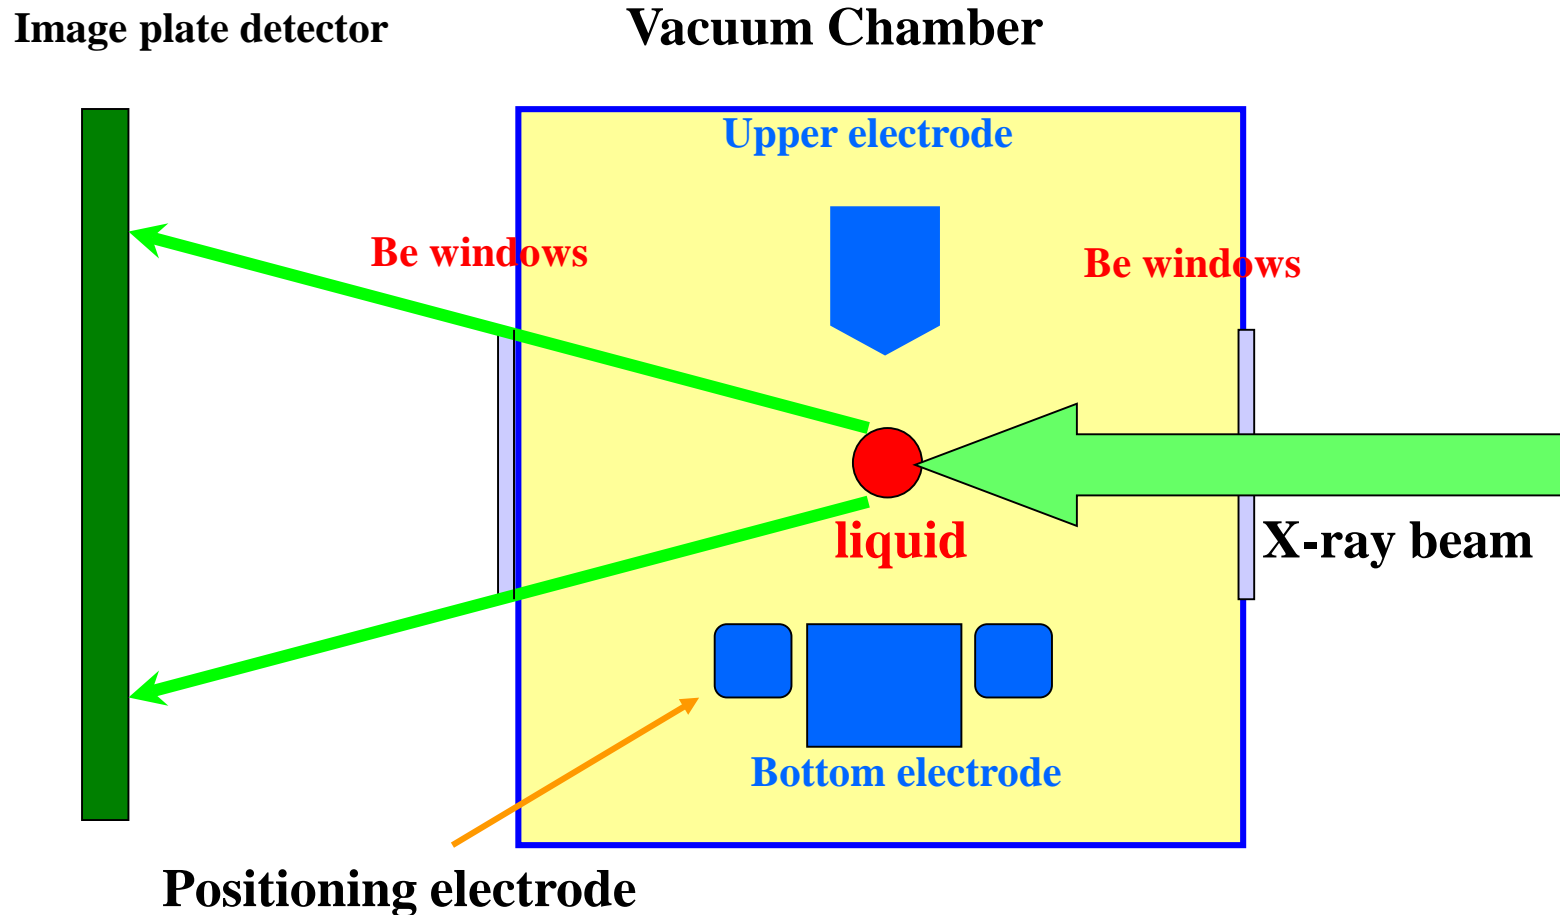 Image plate detector
Vacuum Chamber
Upper electrode
Be windows
Be windows
liquid
X-ray beam
Bottom electrode
Positioning electrode